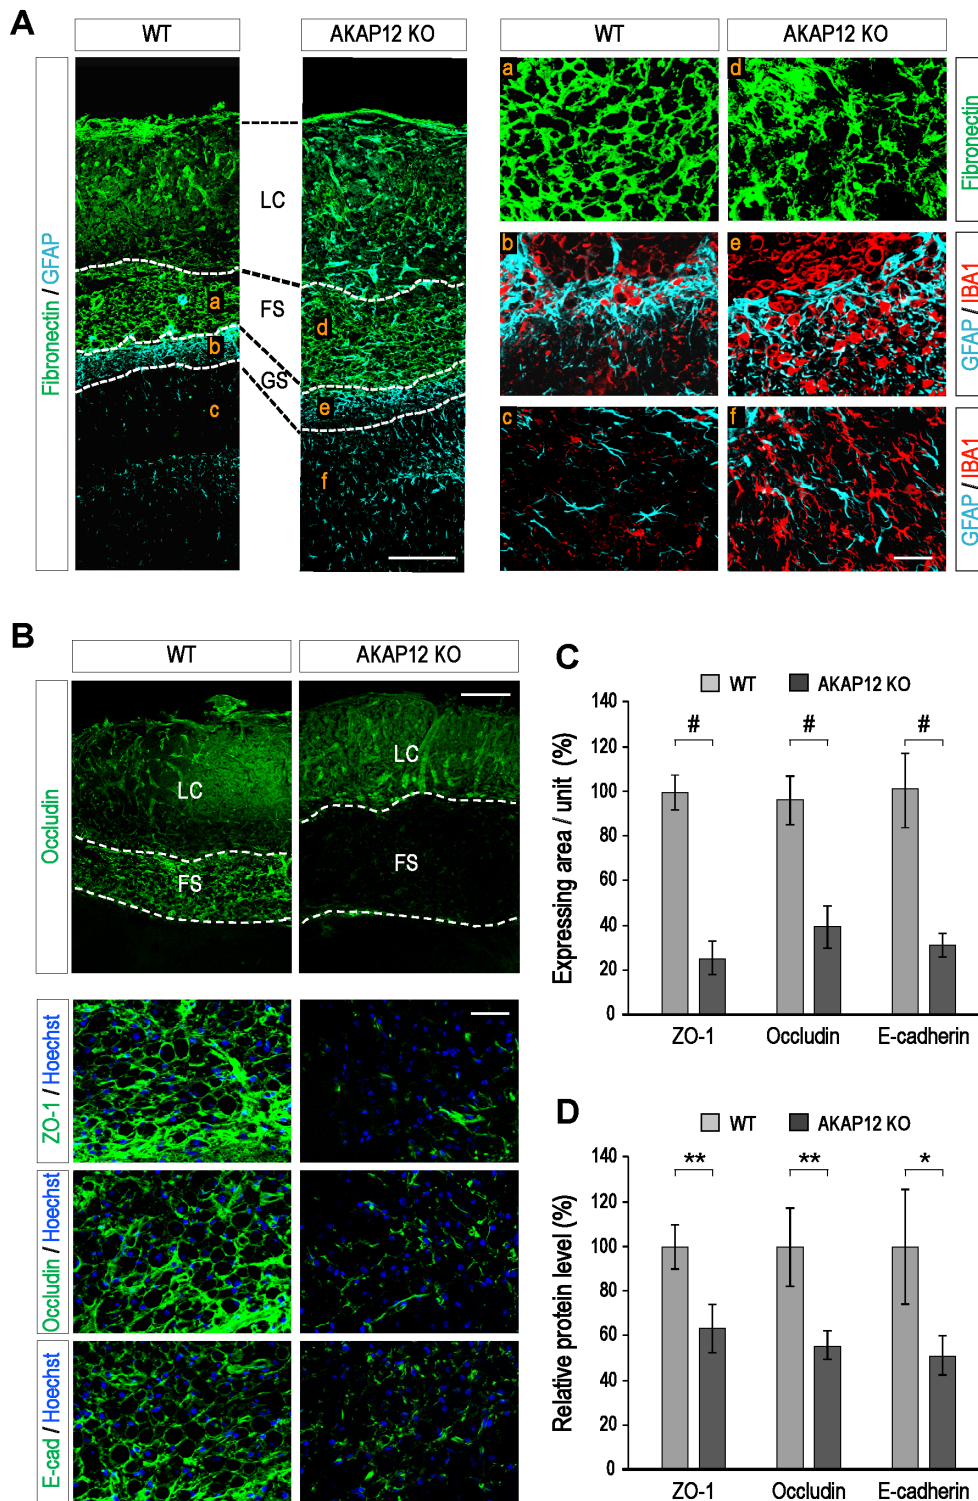 A
WT
AKAP12 KO
WT
AKAP12 KO
Fibronectin / GFAP
LC
FS
GS
a
b
c
d
e
f
a
d
Fibronectin
b
e
GFAP / IBA1
c
f
GFAP / IBA1
B
WT
AKAP12 KO
Occludin
LC
FS
LC
FS
ZO-1 / Hoechst
Occludin / Hoechst
E-cad / Hoechst
C
WT
AKAP12 KO
Expressing area / unit (%)
140
120
100
80
60
40
20
0
#
#
#
ZO-1
Occludin
E-cadherin
D
WT
AKAP12 KO
Relative protein level (%)
140
120
100
80
60
40
20
0
**
**
*
ZO-1
Occludin
E-cadherin